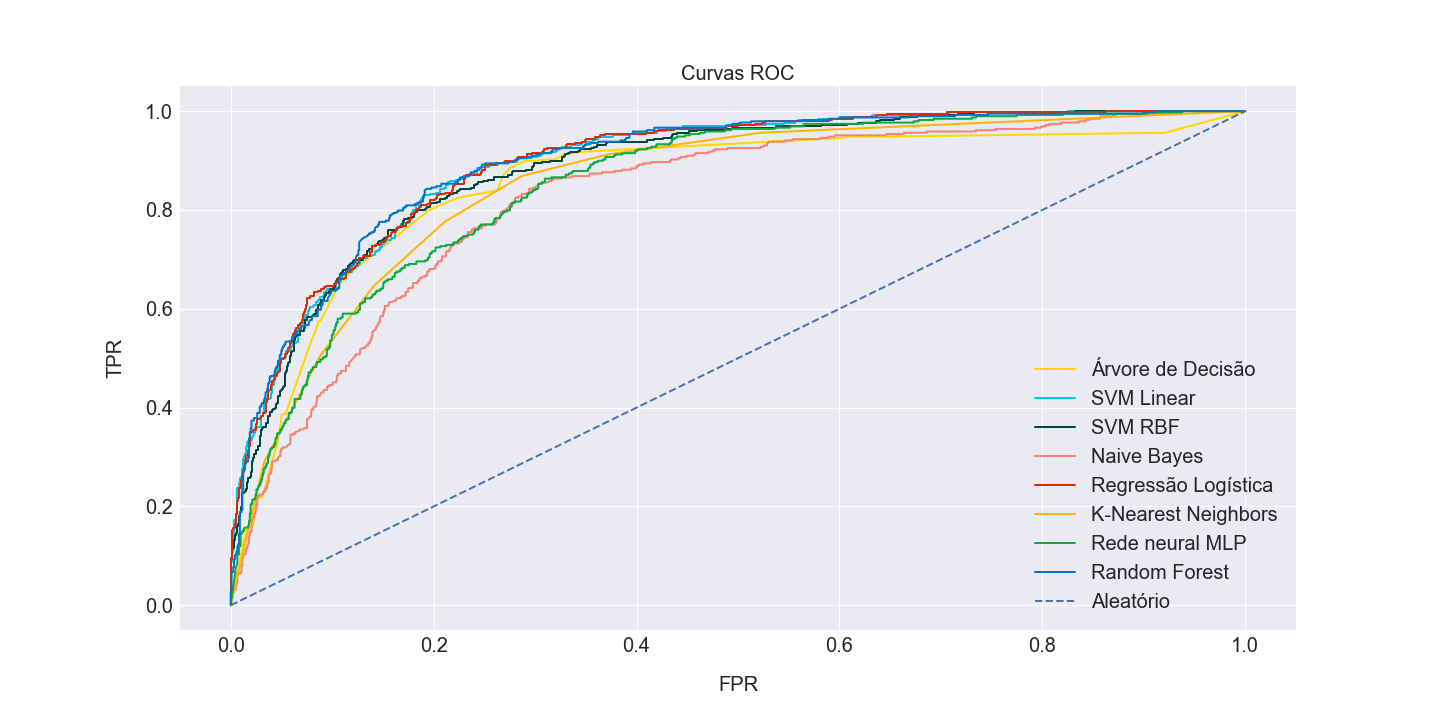 Curvas ROC
TPR
1.0
0.8
0.6
0.4
0.2
0.0
Árvore de Decisão
SVM Linear
SVM RBF
Naive Bayes
Regressão Logística
K-Nearest Neighbors
Rede neural MLP
Random Forest
Aleatório
0.0 0.2 0.4 0.6 0.8 1.0
FPR